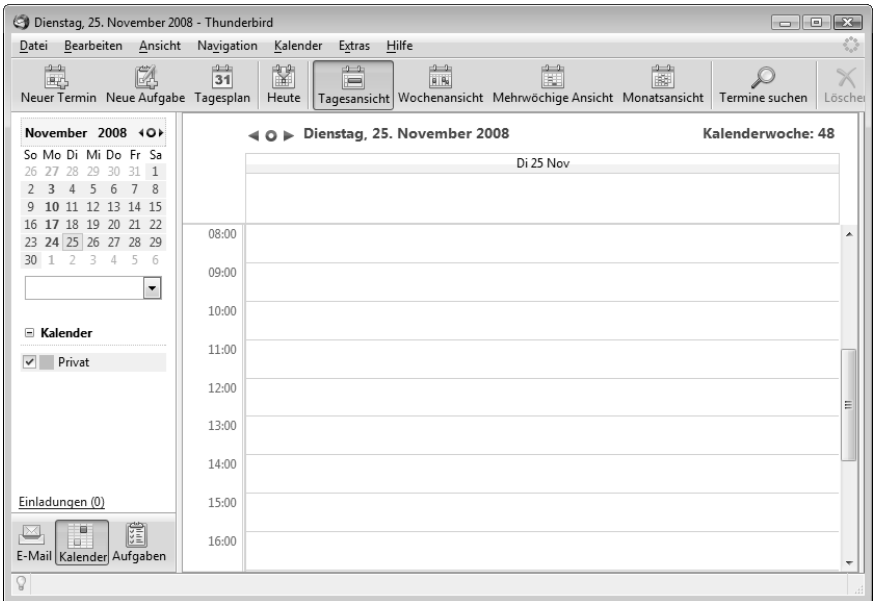 Dienstag, 25. November 2008 - Thunderbird
Datei Bearbeiten Ansicht Navigation Kalender Extras Hilfe
31
Neuer Termin Neue Aufgabe Tagesplan Heute Tagesansicht Wochenansicht Mehrwöchige Ansicht Monatsansicht Termine suchen Lösche
November 2008
So Mo Di Mi Do Fr Sa
26 27 28 29 30 31 1
2 3 4 5 6 7 8
9 10 11 12 13 14 15
16 17 18 19 20 21 22
23 24 25 26 27 28 29
30 1 2 3 4 5 6
Kalender
Privat
Einladungen (0)
E-Mail Kalender Aufgaben
Dienstag, 25. November 2008 Kalenderwoche: 48
Di 25 Nov
08:00
09:00
10:00
11:00
12:00
13:00
14:00
15:00
16:00